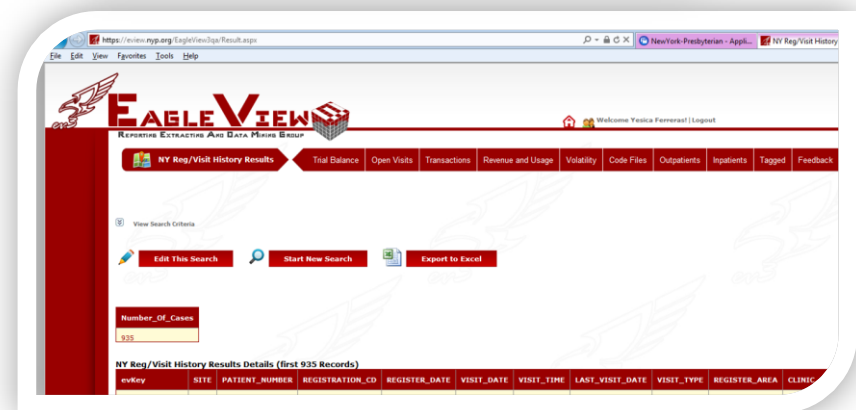 https://eview.nyp.org/EagleView3qa/Result.aspx
NewYork-Presbyterian - Appli...
NY Reg/Visit History
File Edit View Favorites Tools Help
EAGLEVIEW
REPORTING EXTRACTING AND DATA MINING GROUP
Welcome Yesica Ferreras! | Logout
NY Reg/Visit History Results
Trial Balance Open Visits Transactions Revenue and Usage Volatility Code Files Outpatients Inpatients Tagged Feedback
View Search Criteria
Edit This Search Start New Search Export to Excel
Number_Of_Cases
935
NY Reg/Visit History Results Details (first 935 Records)
evKey SITE PATIENT_NUMBER REGISTRATION_CD REGISTER_DATE VISIT_DATE VISIT_TIME LAST_VISIT_DATE VISIT_TYPE REGISTER_AREA CLINIC